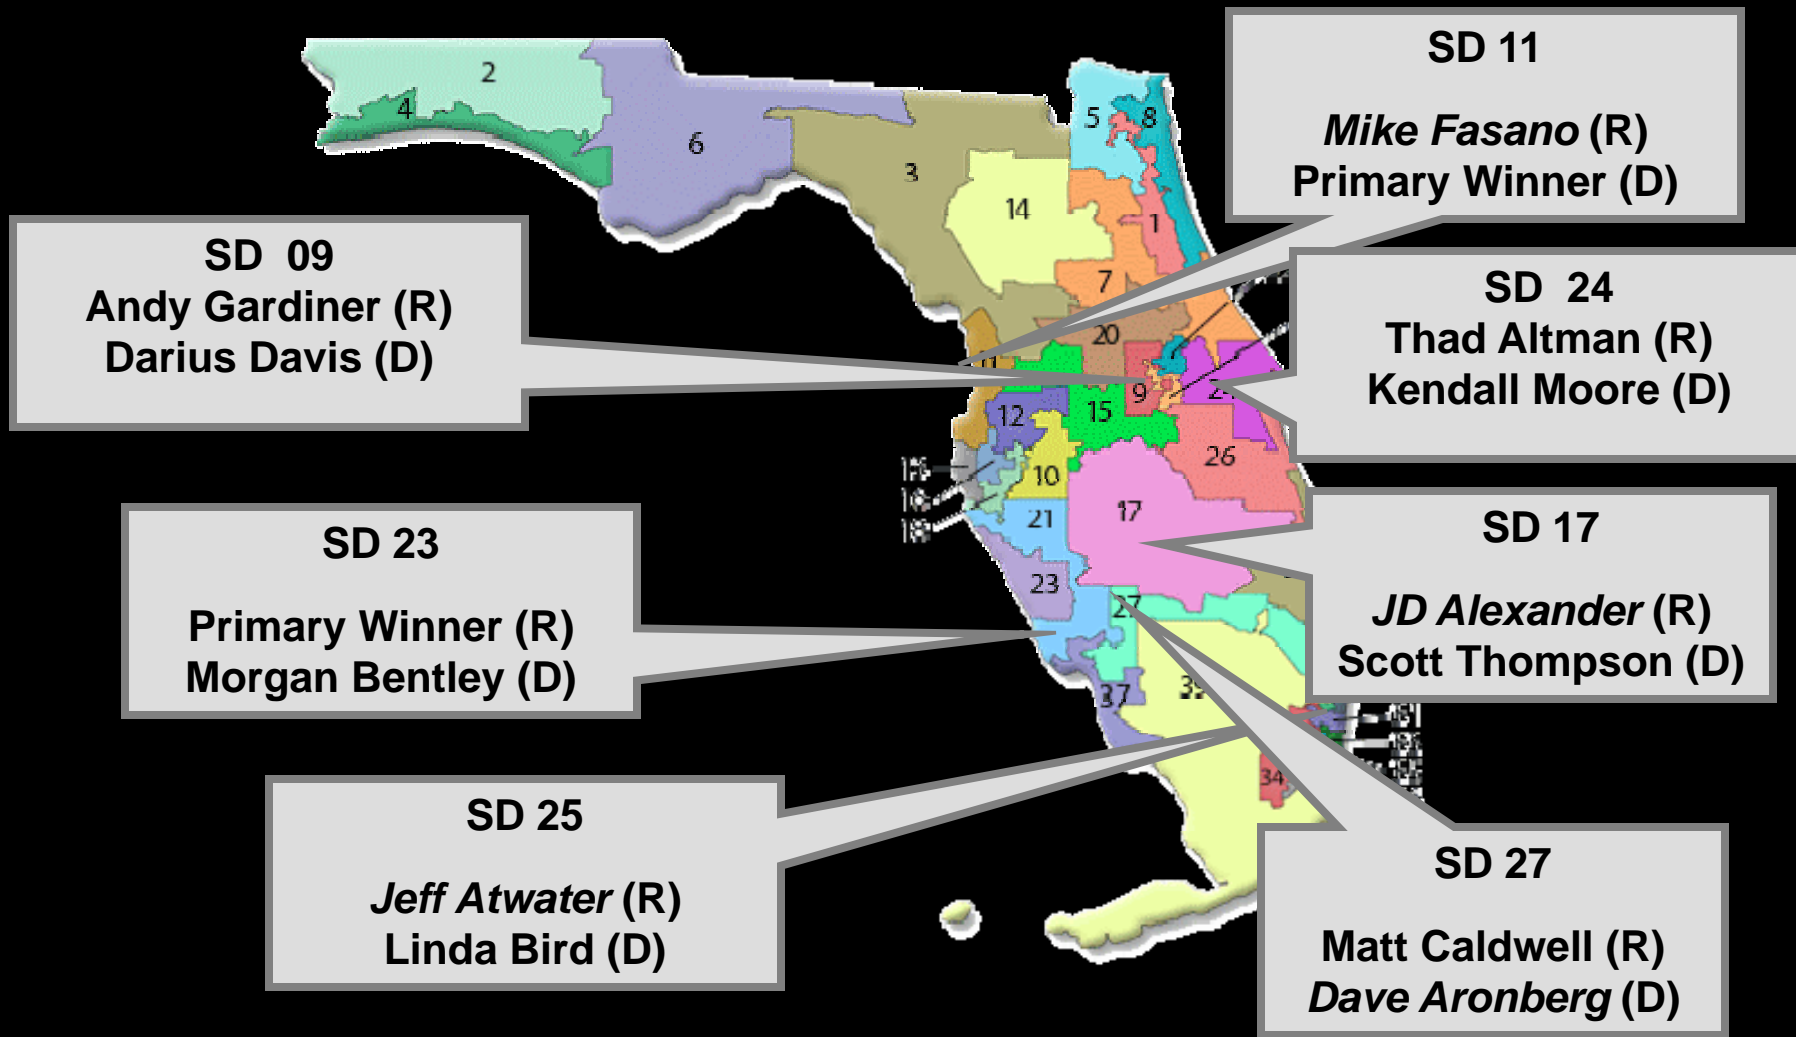 SD 11
Mike Fasano (R)
Primary Winner (D)
SD 09
Andy Gardiner (R)
Darius Davis (D)
SD 24
Thad Altman (R)
Kendall Moore (D)
SD 23
Primary Winner (R)
Morgan Bentley (D)
SD 17
JD Alexander (R)
Scott Thompson (D)
SD 25
Jeff Atwater (R)
Linda Bird (D)
SD 27
Matt Caldwell (R)
Dave Aronberg (D)
2
4
6
3
14
5
8
1
7
20
9
15
12
10
26
17
21
23
27
37
34